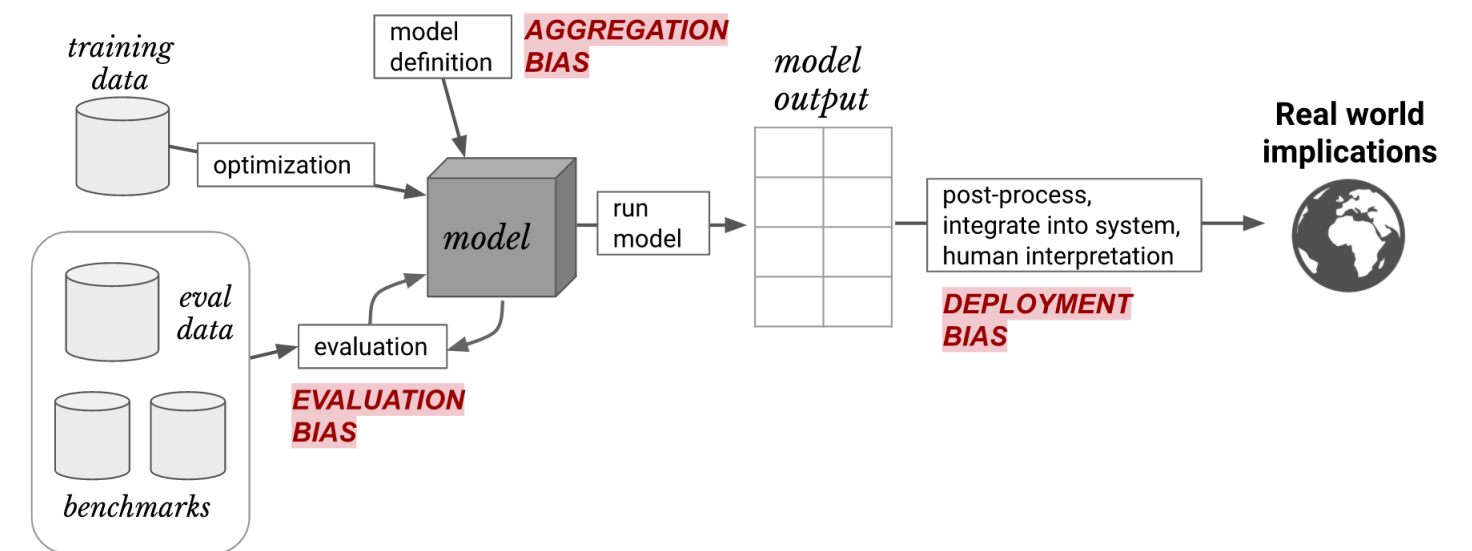 training
data
model
definition
AGGREGATION
BIAS
optimization
model
run
model
model
output
post-process,
integrate into system,
human interpretation
DEPLOYMENT
BIAS
Real world
implications
eval
data
evaluation
EVALUATION
BIAS
benchmarks